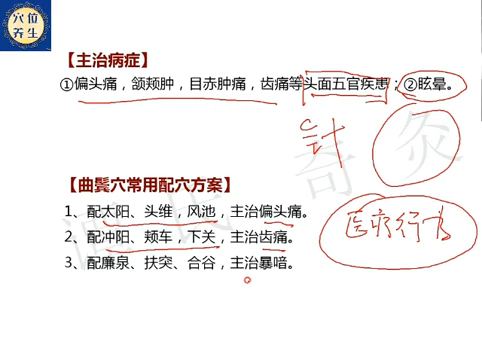 穴位
养生
【主治病症】
①偏头痛，颔颊肿，目赤肿痛，齿痛等头面五官疾患；②眩晕。
针
奇灸
【曲鬓穴常用配穴方案】
1、配太阳、头维，风池，主治偏头痛。
医疗行为
2、配冲阳、颊车，下关，主治齿痛。
3、配廉泉、扶突、合谷，主治暴喑。